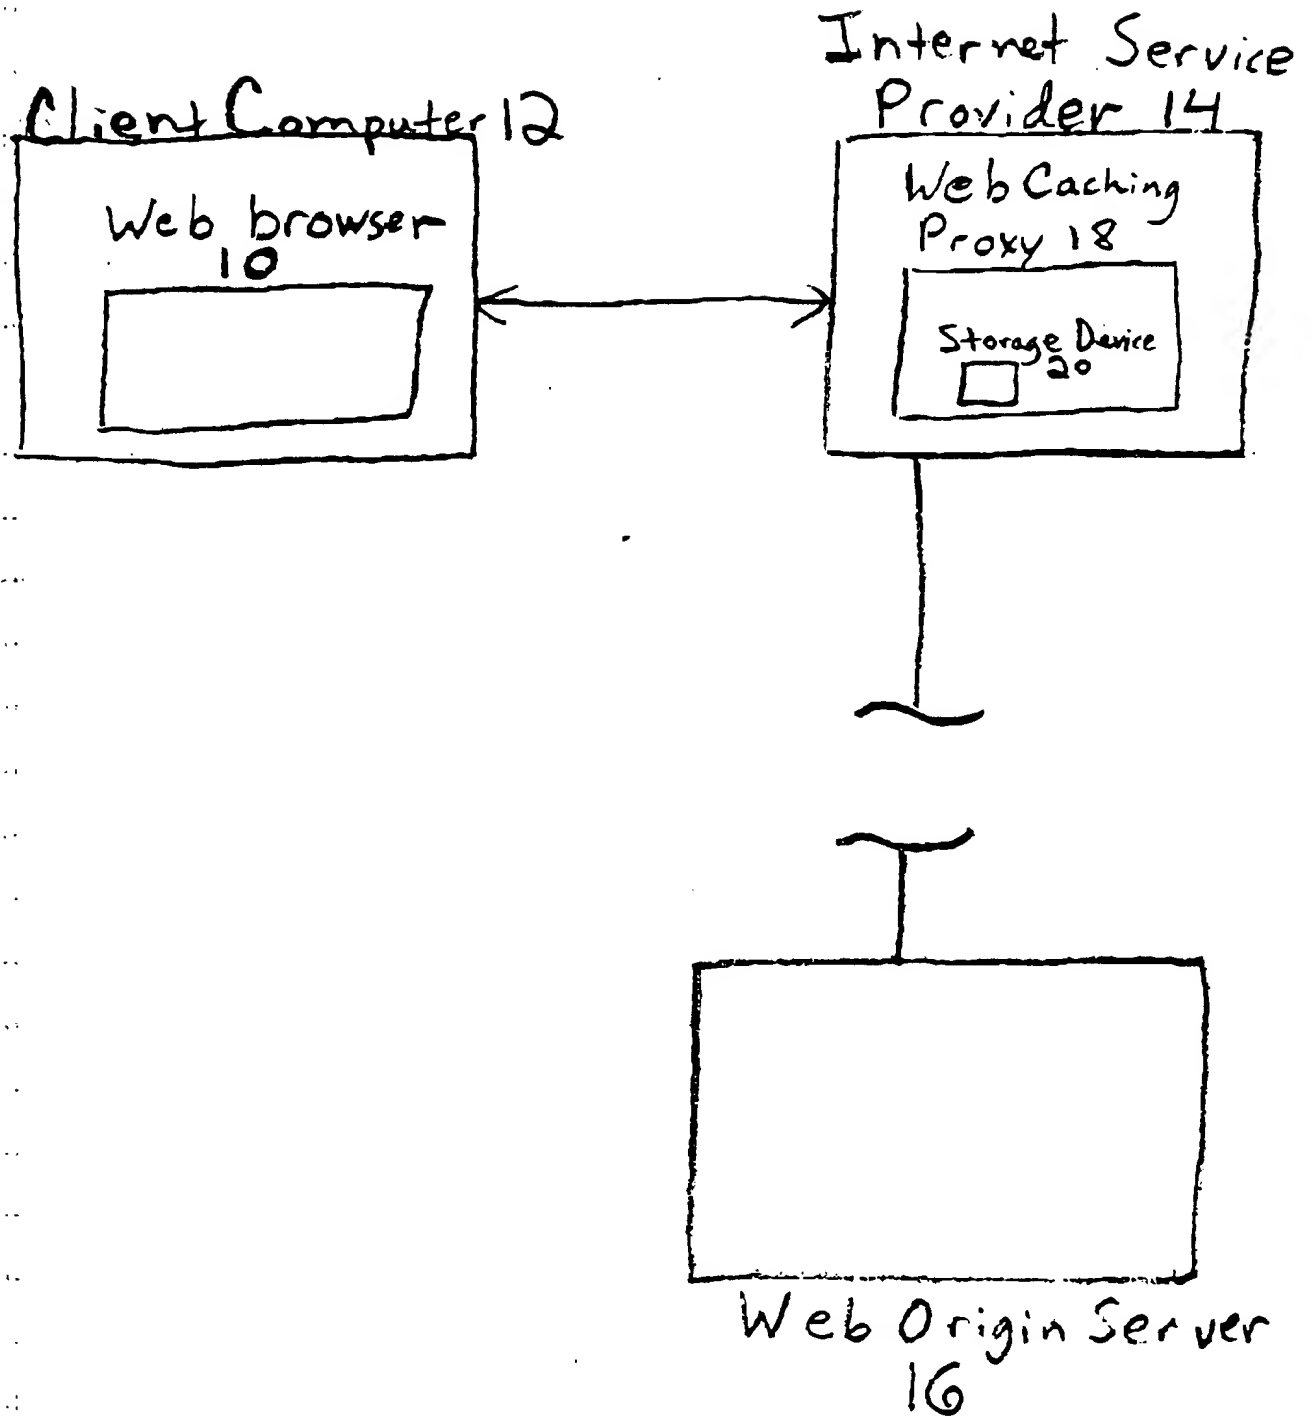 Client Computer 12
Web browser
10
Internet Service
Provider 14
Web Caching
Proxy 18
Storage Device
20
Web Origin Server
16